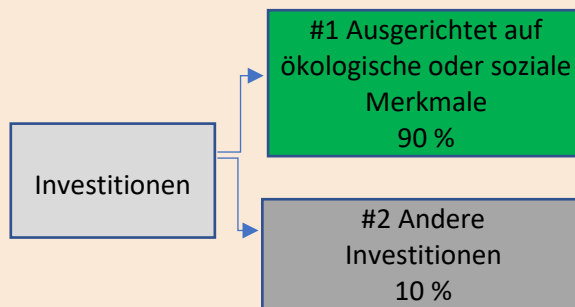 #1 Ausgerichtet auf
ökologische oder soziale
Merkmale
90 %
Investitionen
#2 Andere
Investitionen
10 %